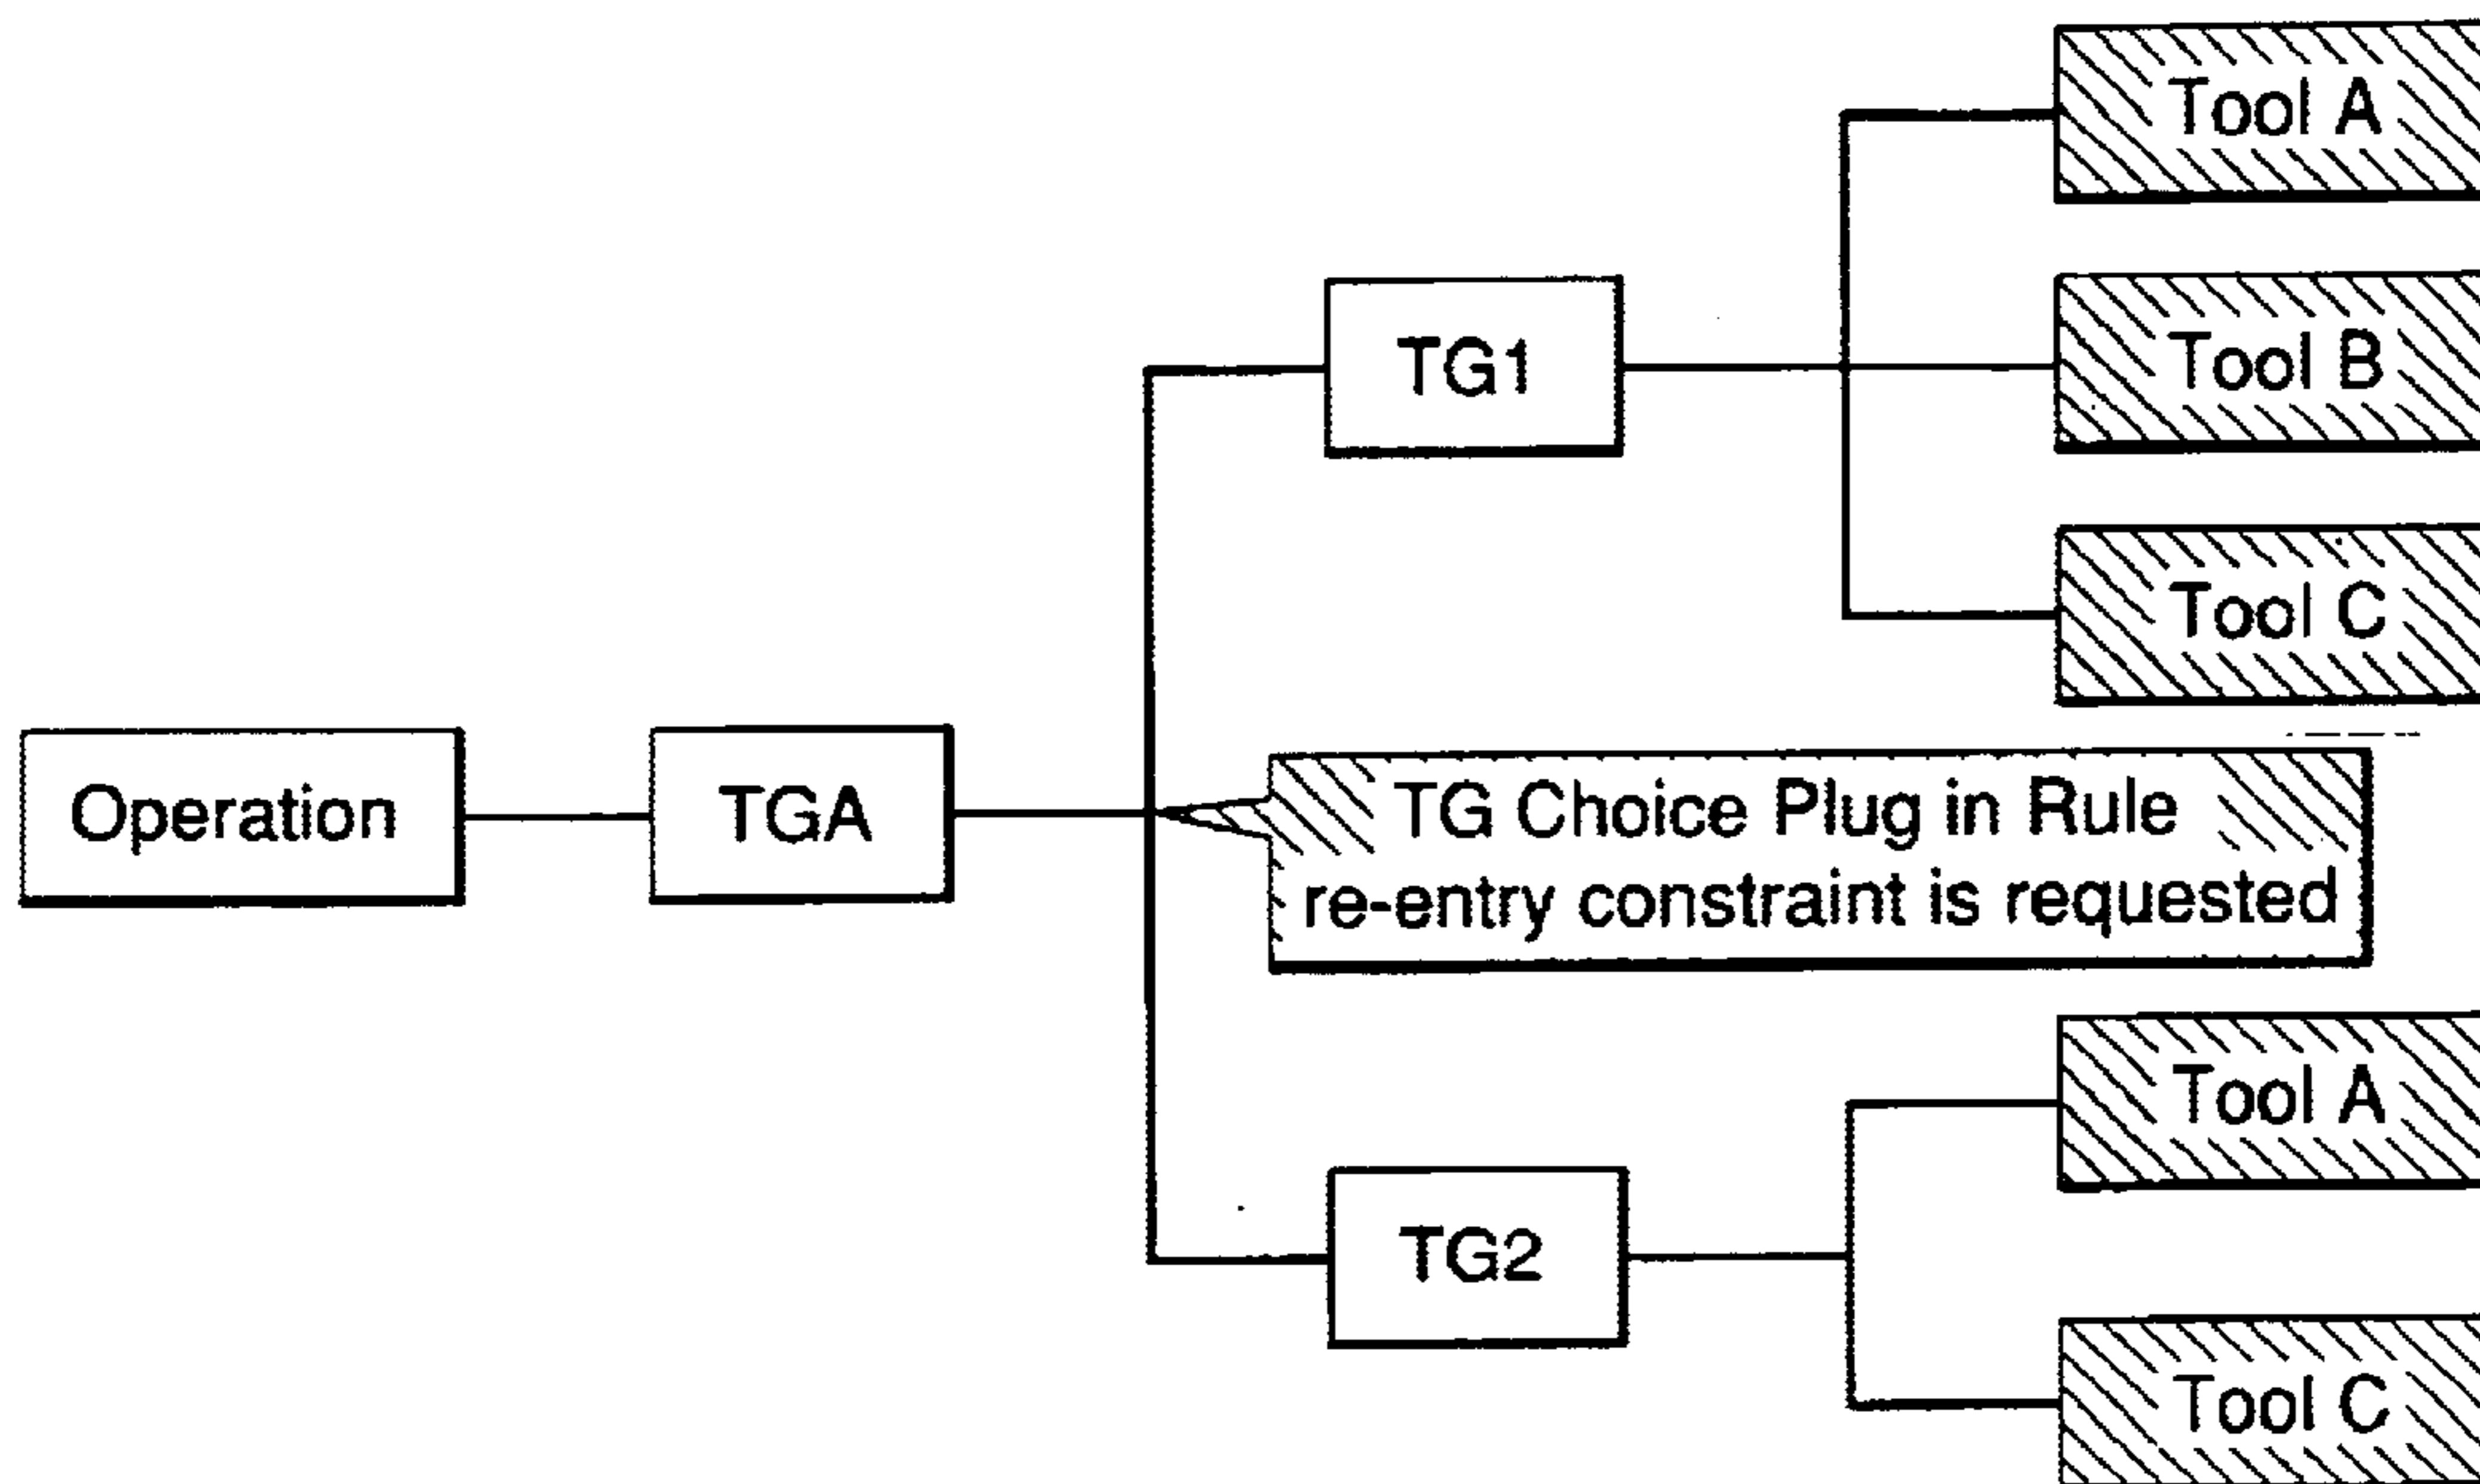 Tool A
TG1
Tool B
Tool C
Operation
TGA
TG Choice Plug in Rule
re-entry constraint is requested
Tool A
TG2
Tool C